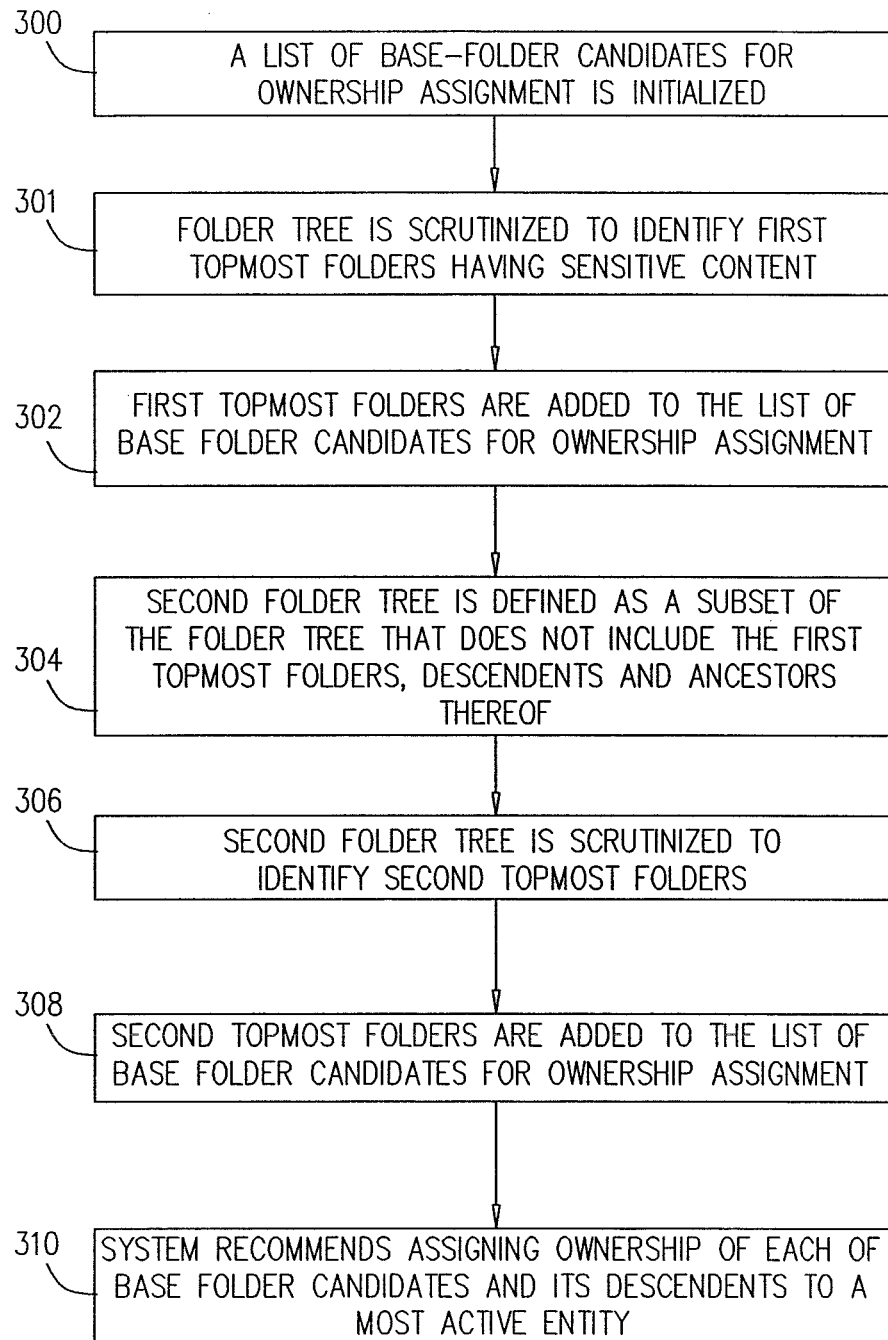 300
A LIST OF BASE-FOLDER CANDIDATES FOR
OWNERSHIP ASSIGNMENT IS INITIALIZED
301
FOLDER TREE IS SCRUTINIZED TO IDENTIFY FIRST
TOPMOST FOLDERS HAVING SENSITIVE CONTENT
302
FIRST TOPMOST FOLDERS ARE ADDED TO THE LIST OF
BASE FOLDER CANDIDATES FOR OWNERSHIP ASSIGNMENT
304
SECOND FOLDER TREE IS DEFINED AS A SUBSET OF
THE FOLDER TREE THAT DOES NOT INCLUDE THE FIRST
TOPMOST FOLDERS, DESCENDENTS AND ANCESTORS
THEREOF
306
SECOND FOLDER TREE IS SCRUTINIZED TO
IDENTIFY SECOND TOPMOST FOLDERS
308
SECOND TOPMOST FOLDERS ARE ADDED TO THE LIST OF
BASE FOLDER CANDIDATES FOR OWNERSHIP ASSIGNMENT
310
SYSTEM RECOMMENDS ASSIGNING OWNERSHIP OF EACH OF
BASE FOLDER CANDIDATES AND ITS DESCENDENTS TO A
MOST ACTIVE ENTITY